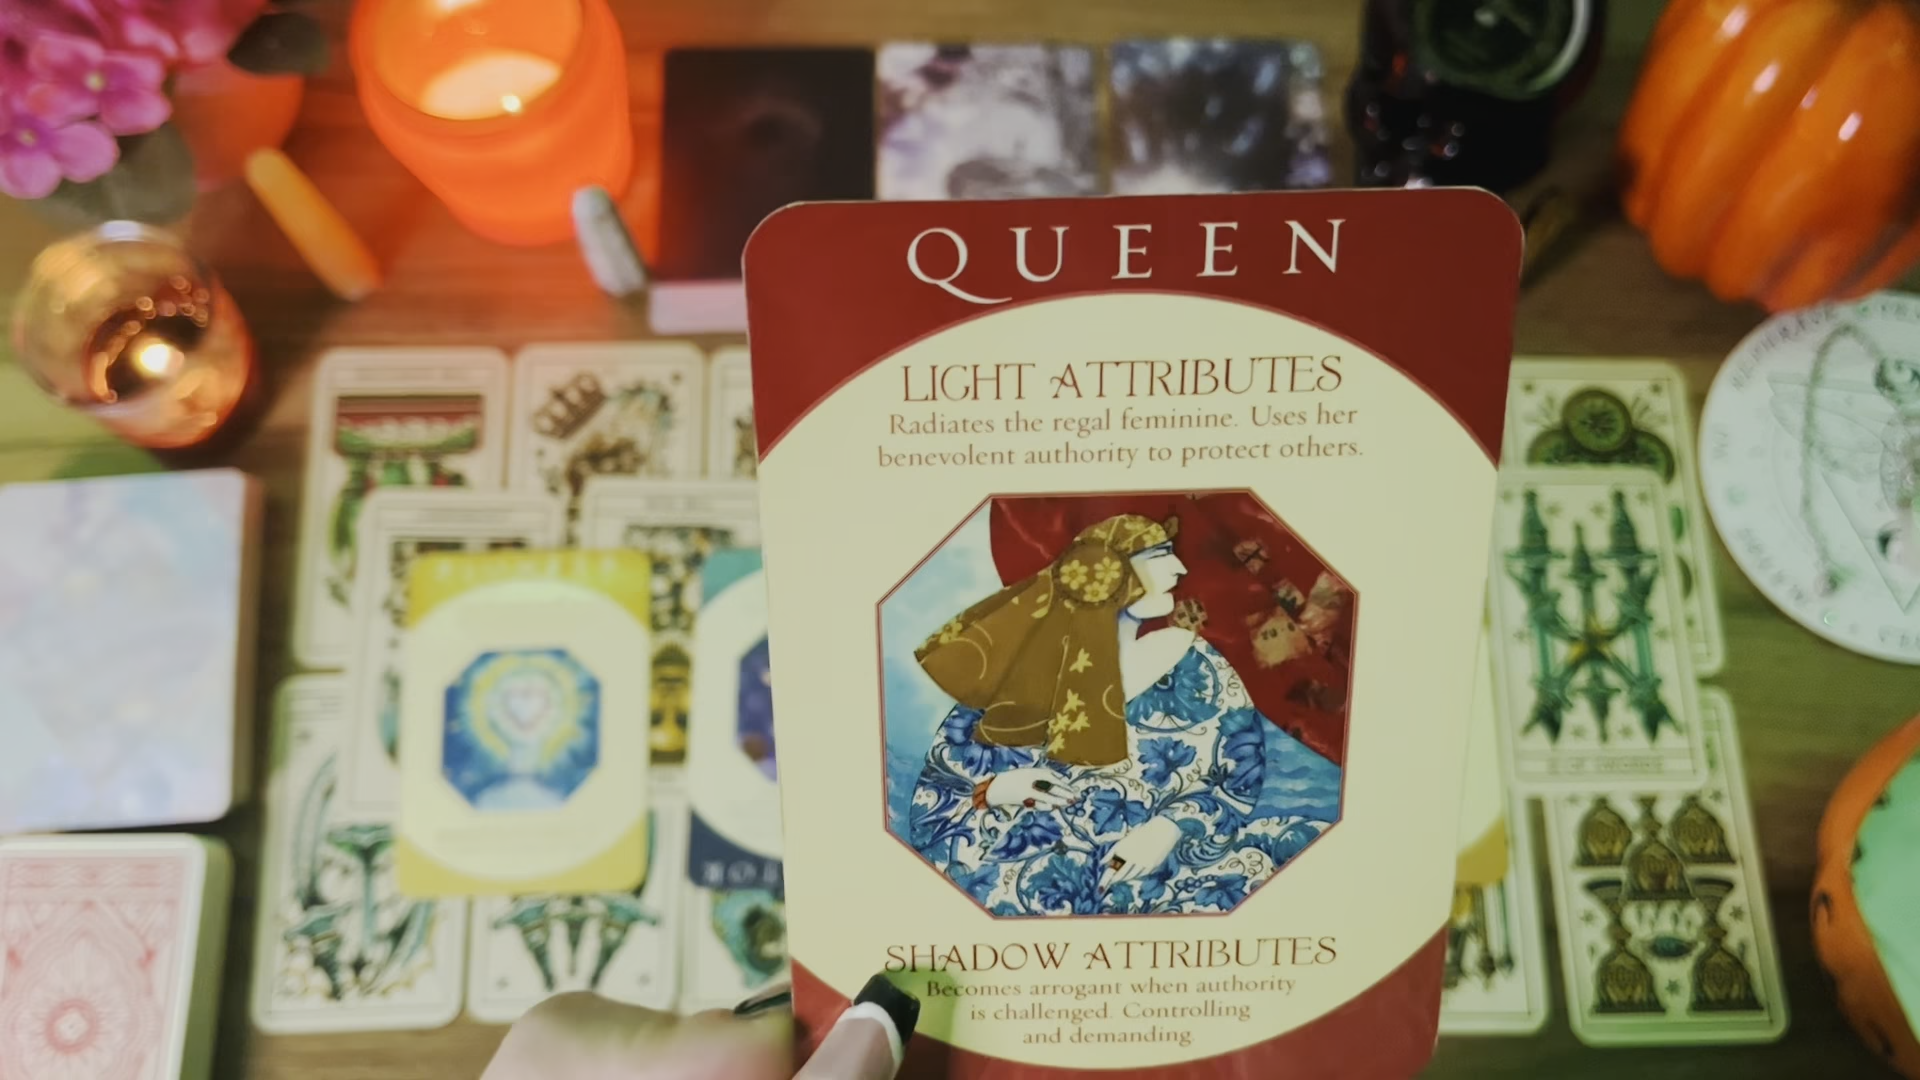 QUEEN
LIGHT ATTRIBUTES
Radiates the regal feminine. Uses her
benevolent authority to protect others.
SHADOW ATTRIBUTES
Becomes arrogant when authority
is challenged. Controlling
and demanding.